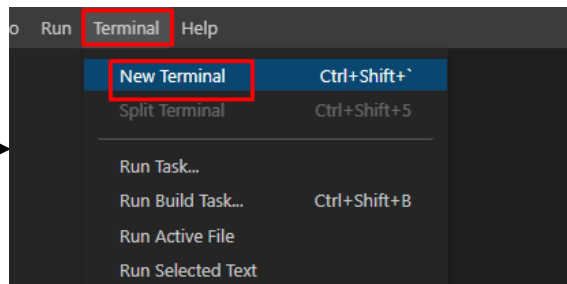 o Run Terminal Help
New Terminal Ctrl+Shift+`
Split Terminal Ctrl+Shift+5
Run Task...
Run Build Task... Ctrl+Shift+B
Run Active File
Run Selected Text